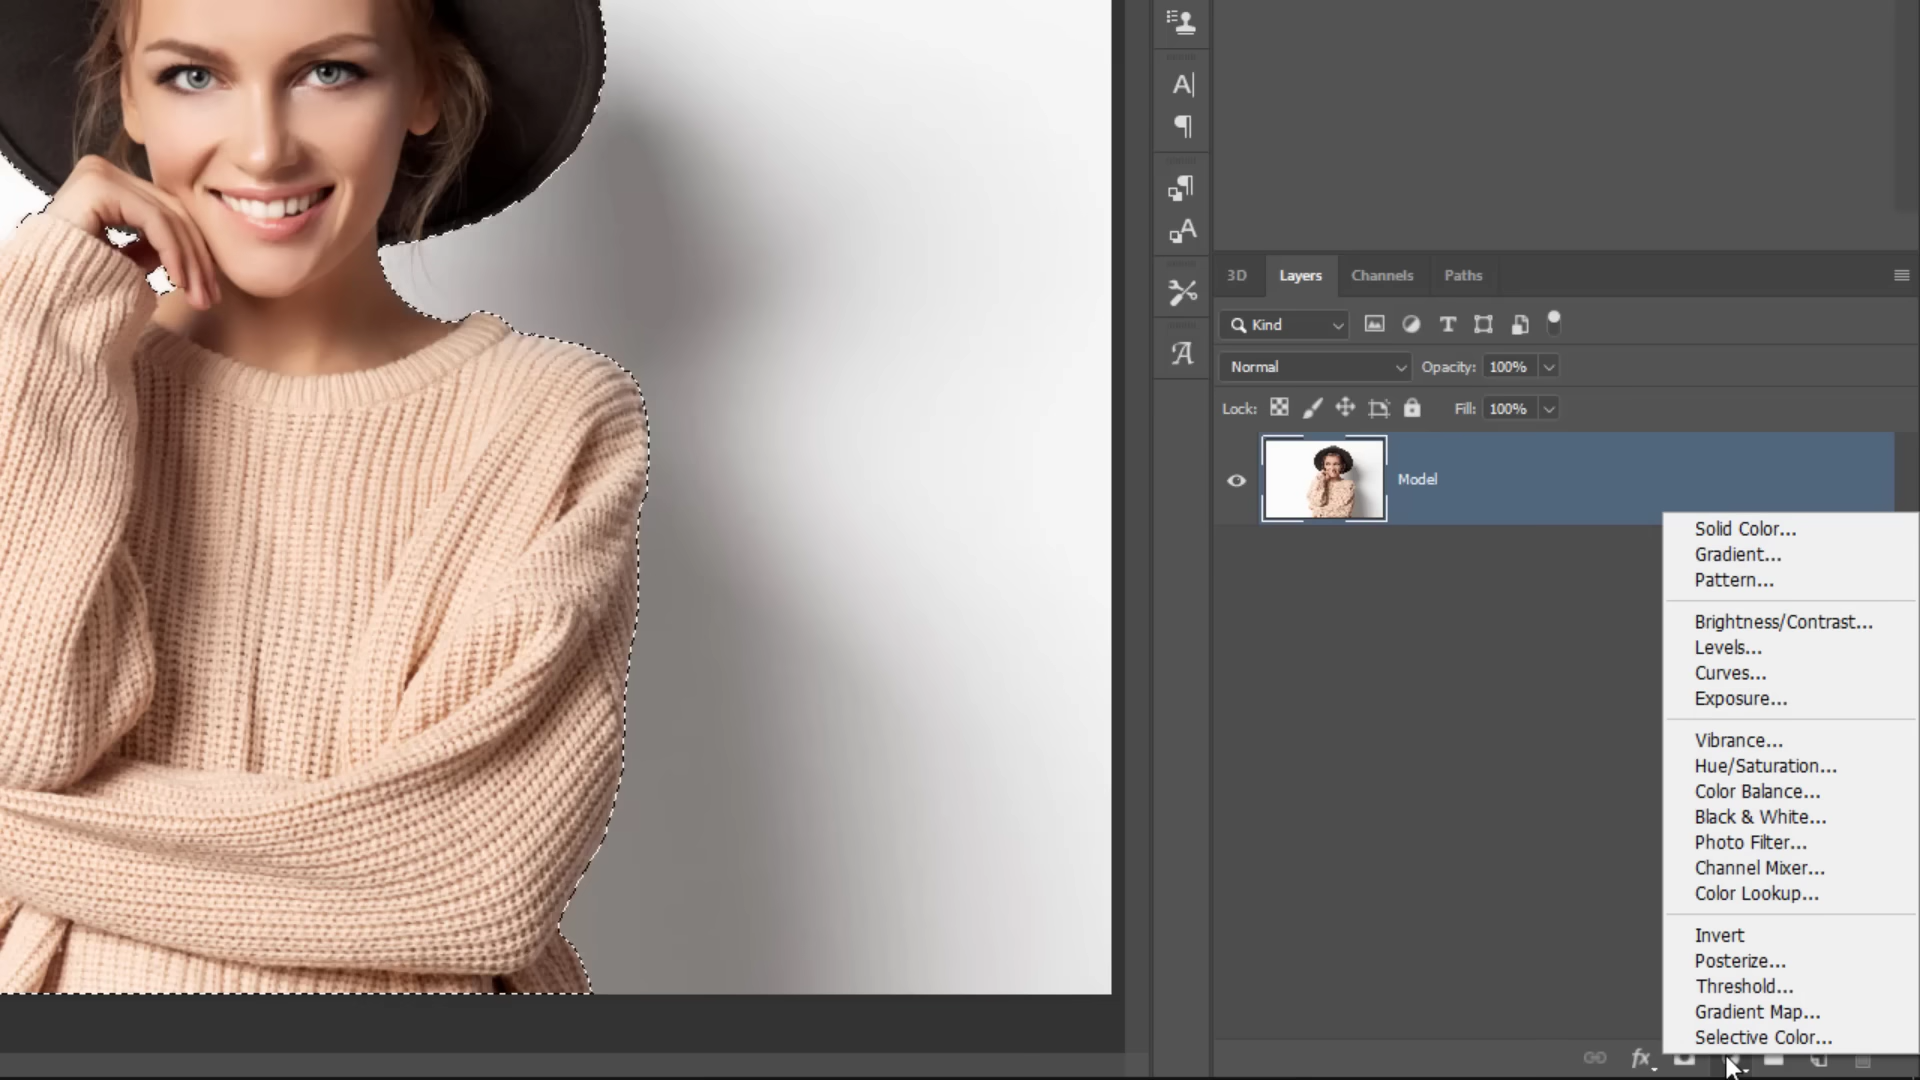 3D Layers Channels Paths
Kind
Normal Opacity: 100%
Lock: Fill: 100%
Model
Solid Color...
Gradient...
Pattern...
Brightness/Contrast...
Levels...
Curves...
Exposure...
Vibrance...
Hue/Saturation...
Color Balance...
Black & White...
Photo Filter...
Channel Mixer...
Color Lookup...
Invert
Posterize...
Threshold...
Gradient Map...
Selective Color...
fx